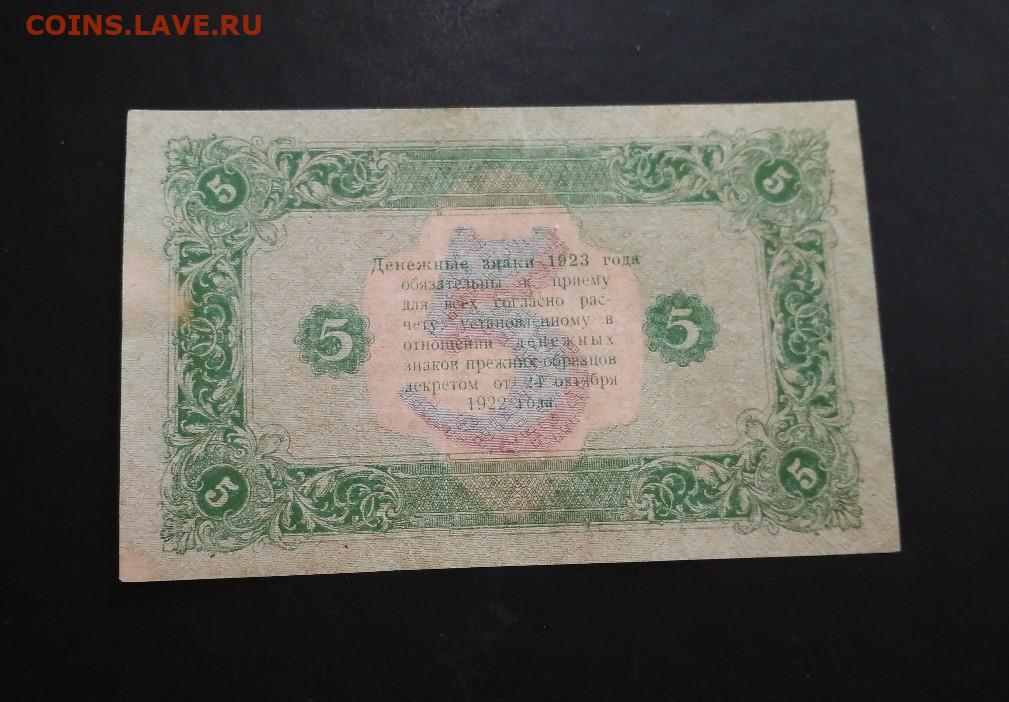 COINS.LAVE.RU
5 5
Денежные знаки 1923 года
обязательны к приему
для всех согласно рас-
чету, установленному в
5 5
отношении денежных
знаков прежних образцов
декретом от 24 октября
1922 года
5 5